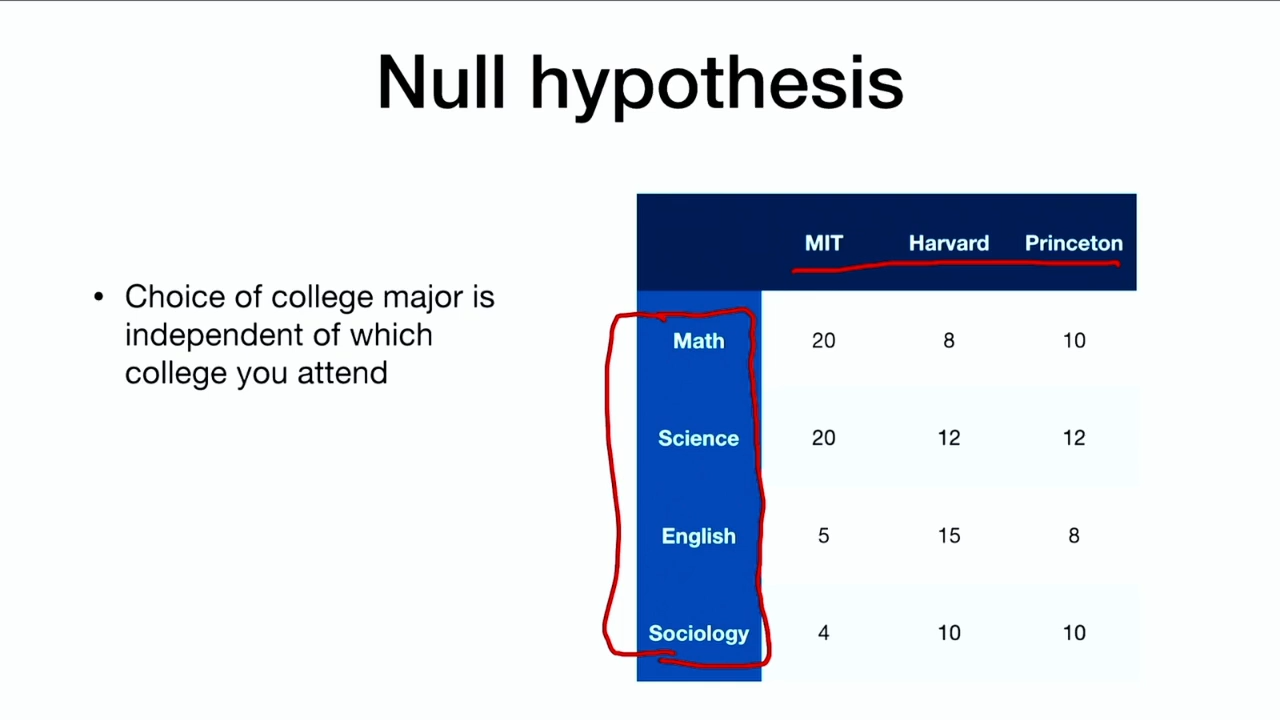 Null hypothesis
• Choice of college major is
independent of which
college you attend
MIT Harvard Princeton
Math 20 8 10
Science 20 12 12
English 5 15 8
Sociology 4 10 10